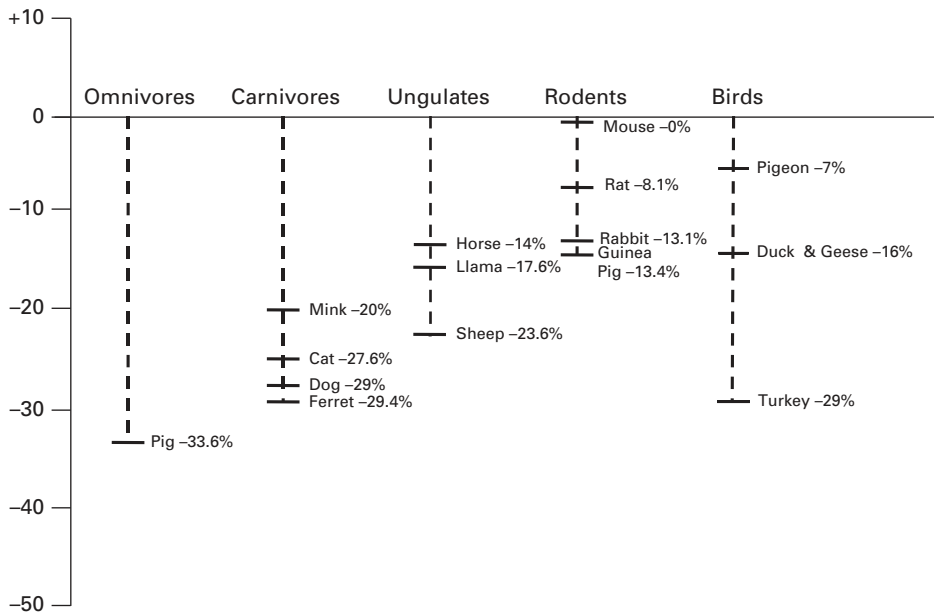 +10
Omnivores Carnivores Ungulates Rodents Birds
0
Mouse –0%
Pigeon –7%
Rat –8.1%
–10
Rabbit –13.1%
Horse –14%
Guinea
Duck & Geese –16%
Llama –17.6%
Pig –13.4%
–20
Mink –20%
Sheep –23.6%
Cat –27.6%
Dog –29%
Ferret –29.4%
Turkey –29%
–30
Pig –33.6%
–40
–50